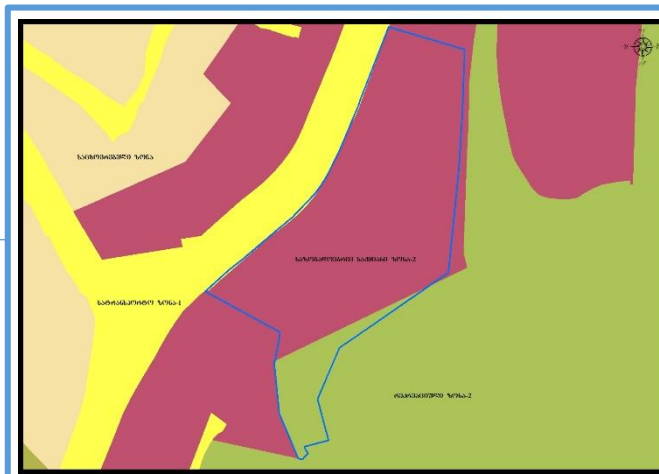 საცხოვრებელი ზონა
საზოგადოებრივ საქმიანი ზონა-2
სატრანსპორტო ზონა-1
რეკრეაციული ზონა-2